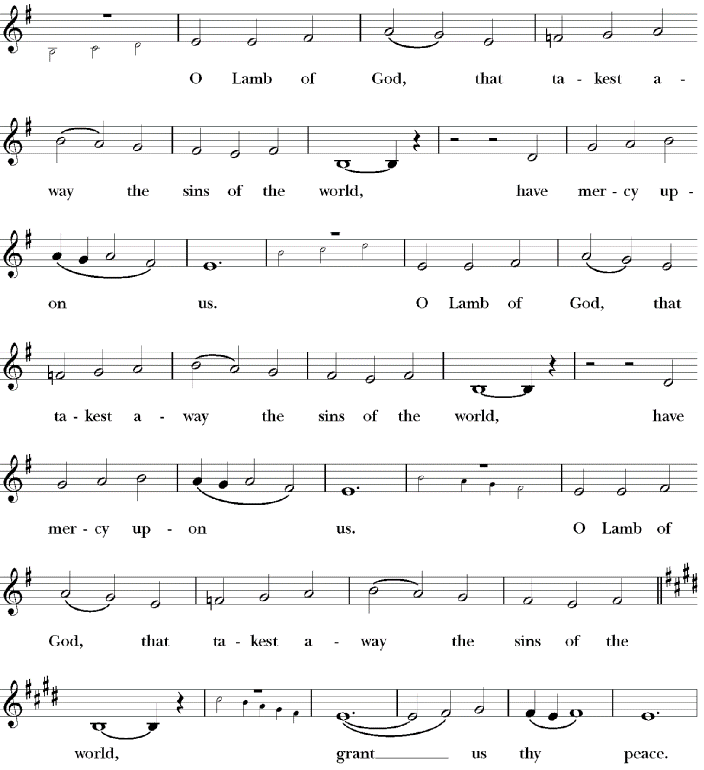 O Lamb of God, that ta - kest a -
way the sins of the world, have mer - cy up -
on us. O Lamb of God, that
ta - kest a - way the sins of the world, have
mer - cy up - on us. O Lamb of
God, that ta - kest a - way the sins of the
world, grant us thy peace.